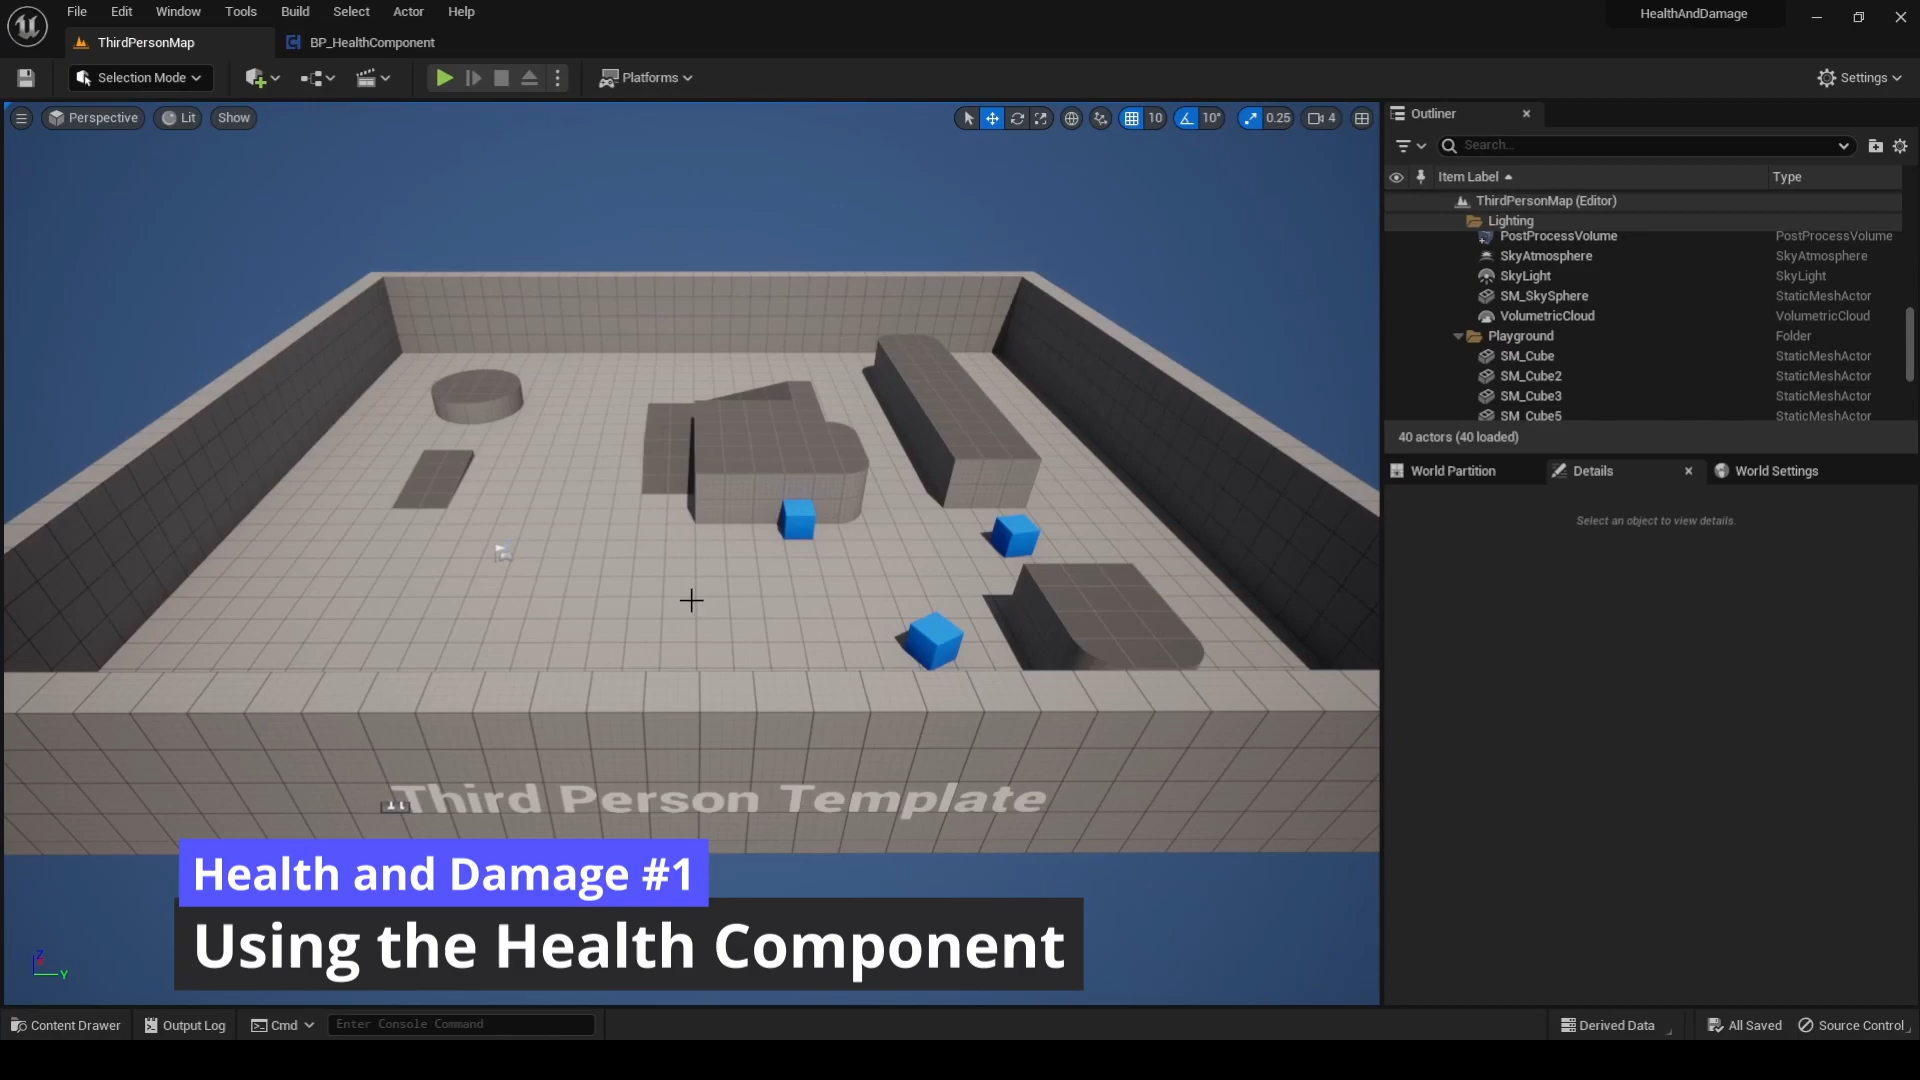 File Edit Window Tools Build Select Actor Help
HealthAndDamage
ThirdPersonMap
BP_HealthComponent
Selection Mode
Platforms
Settings
Perspective
Lit
Show
10
10°
0.25
4
Outliner
Search...
Item Label
Type
ThirdPersonMap (Editor)
Lighting
PostProcessVolume PostProcessVolume
SkyAtmosphere SkyAtmosphere
SkyLight SkyLight
SM_SkySphere StaticMeshActor
VolumetricCloud VolumetricCloud
Playground Folder
SM_Cube StaticMeshActor
SM_Cube2 StaticMeshActor
SM_Cube3 StaticMeshActor
SM_Cube5 StaticMeshActor
40 actors (40 loaded)
World Partition
Details
World Settings
Select an object to view details.
Third Person Template
Health and Damage #1
Using the Health Component
Z
Y
Content Drawer
Output Log
Cmd
Enter Console Command
Derived Data
All Saved
Source Control